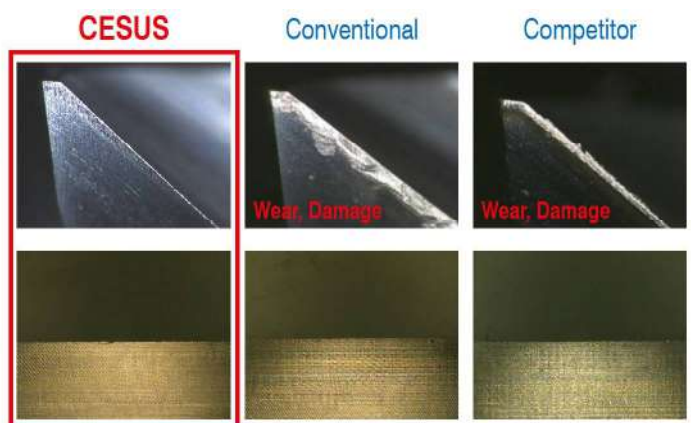 CESUS
Conventional
Competitor
Wear, Damage
Wear, Damage